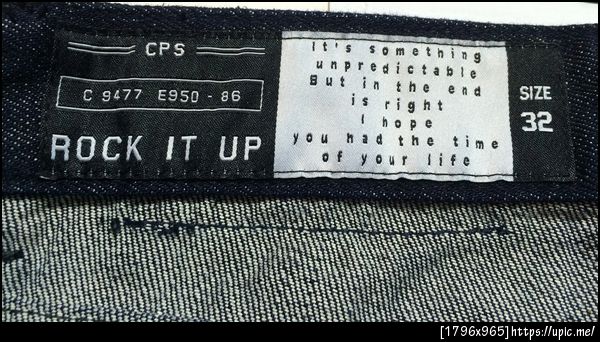 CPS
C 9477 E950 - 86
ROCK IT UP
It's something
unpredictable
But in the end
is right
I hope
you had the time
of your life
SIZE
32
[1796x965]https://upic.me/